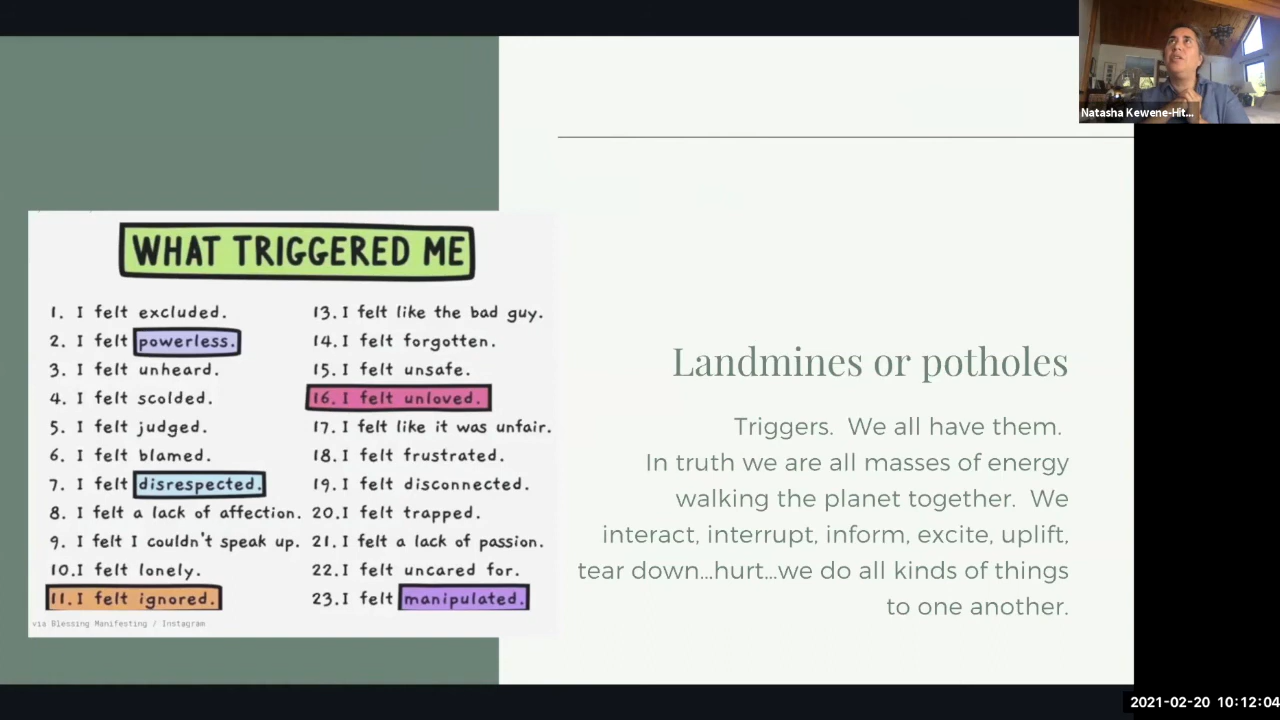 Natasha Kewene-Hit...
WHAT TRIGGERED ME
1. I felt excluded.
2. I felt powerless.
3. I felt unheard.
4. I felt scolded.
5. I felt judged.
6. I felt blamed.
7. I felt disrespected.
8. I felt a lack of affection.
9. I felt I couldn't speak up.
10. I felt lonely.
11. I felt ignored.
13. I felt like the bad guy.
14. I felt forgotten.
15. I felt unsafe.
16. I felt unloved.
17. I felt like it was unfair.
18. I felt frustrated.
19. I felt disconnected.
20. I felt trapped.
21. I felt a lack of passion.
22. I felt uncared for.
23. I felt manipulated.
via Blessing Manifesting / Instagram
Landmines or potholes
Triggers.  We all have them.
In truth we are all masses of energy
walking the planet together.  We
interact, interrupt, inform, excite, uplift,
tear down...hurt...we do all kinds of things
to one another.
2021-02-20 10:12:04